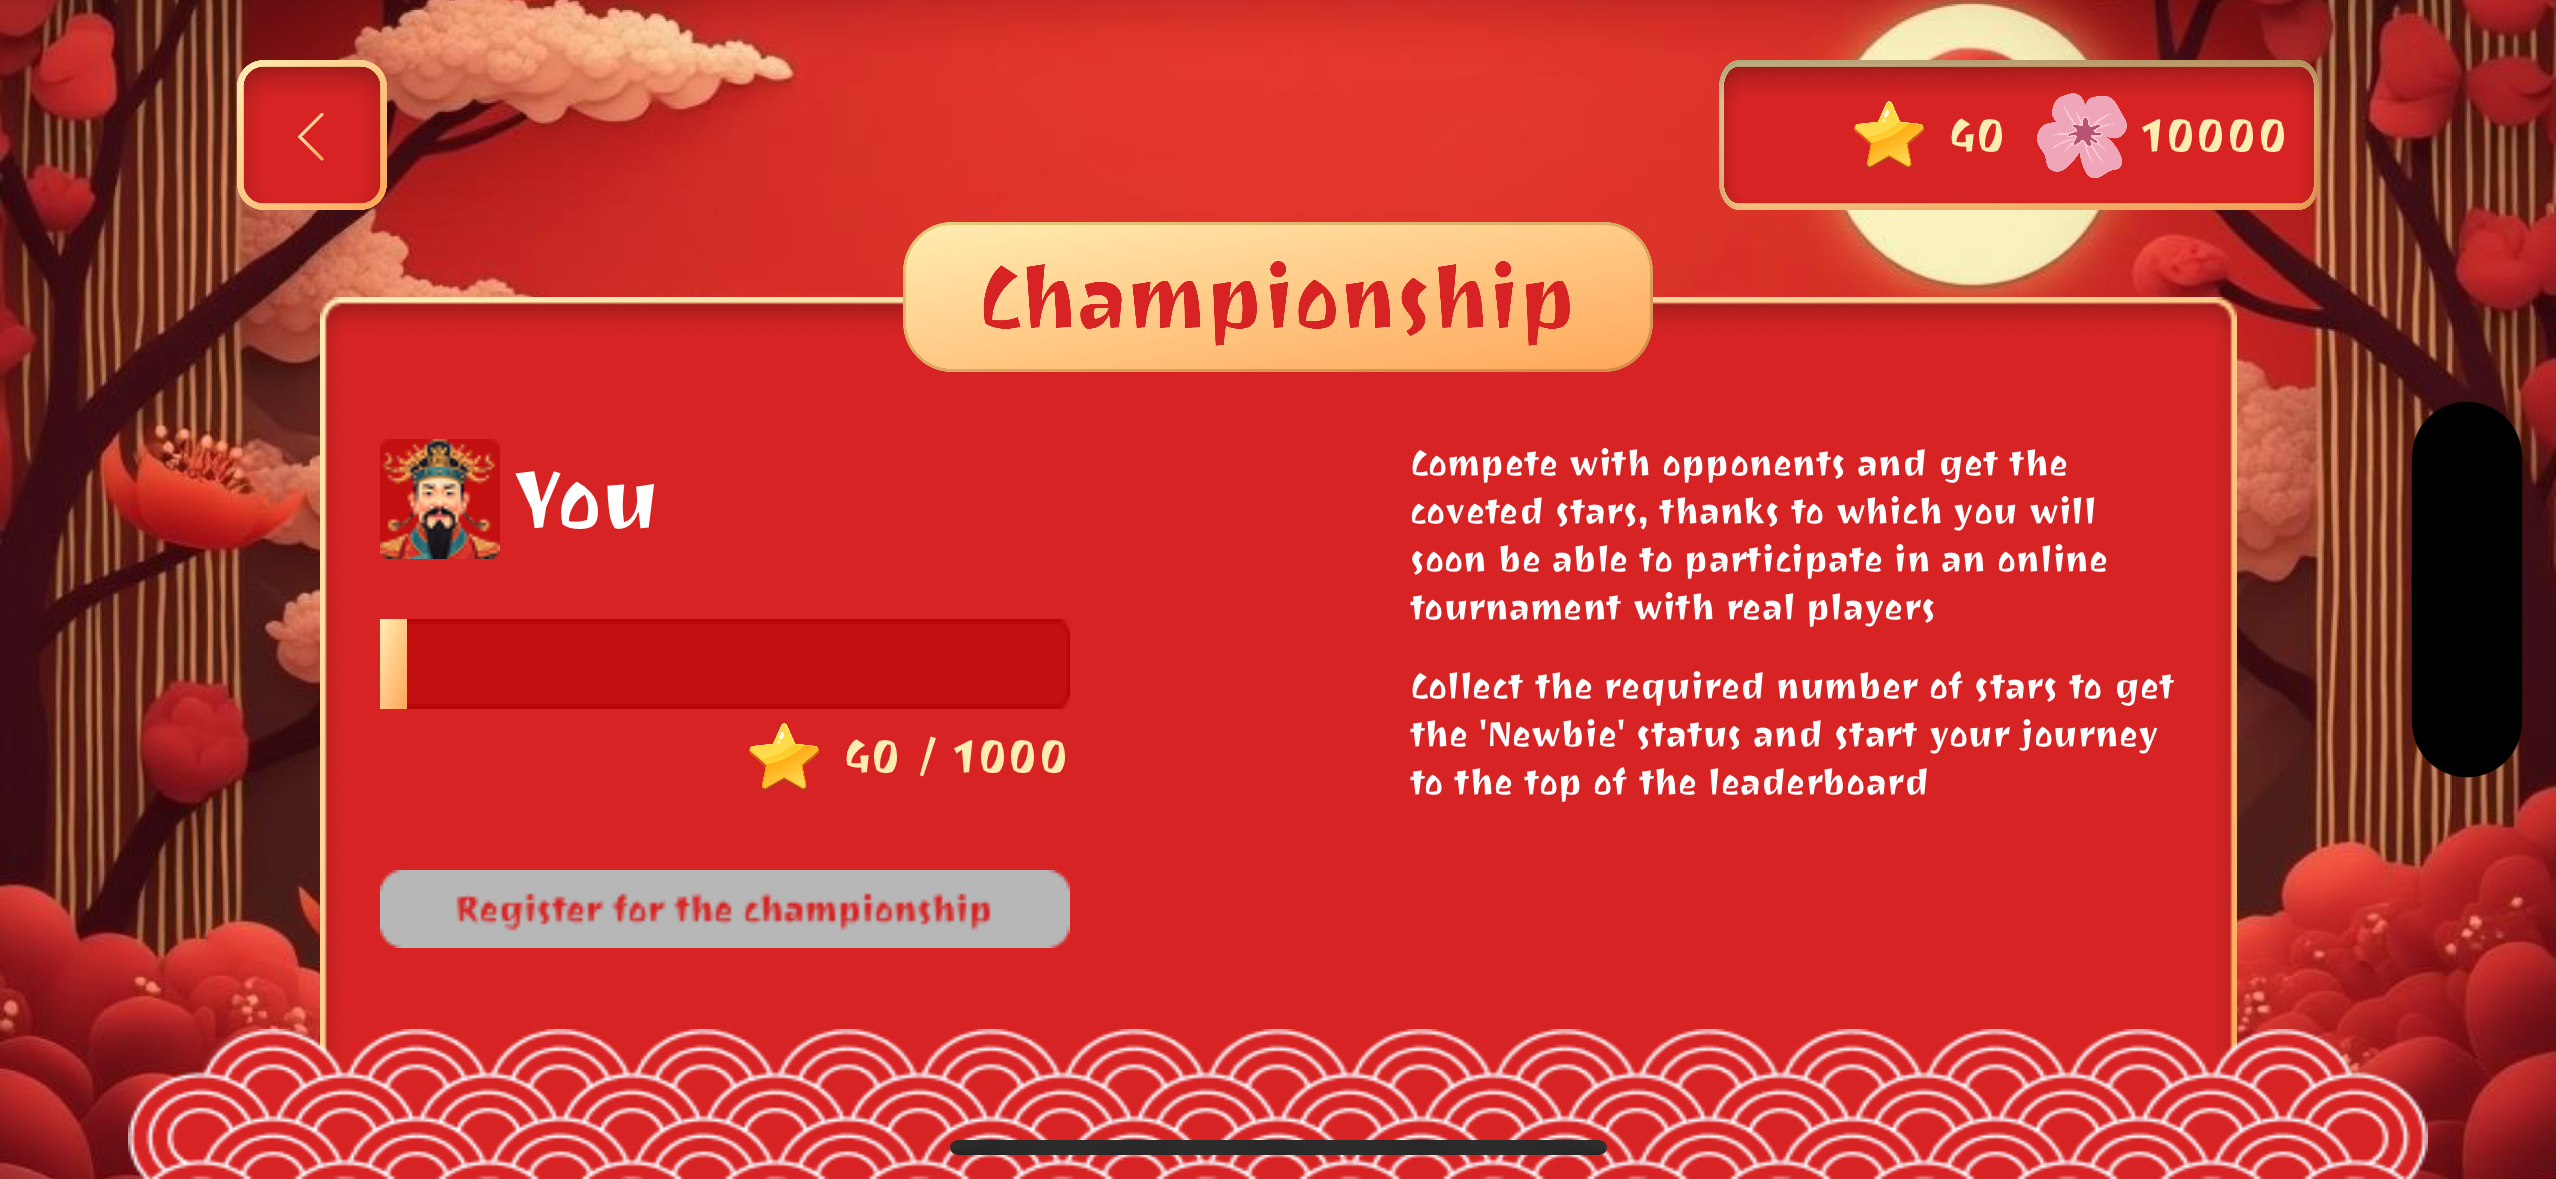 40 10000
Championship
You
40 / 1000
Register for the championship
Compete with opponents and get the
coveted stars, thanks to which you will
soon be able to participate in an online
tournament with real players
Collect the required number of stars to get
the 'Newbie' status and start your journey
to the top of the leaderboard